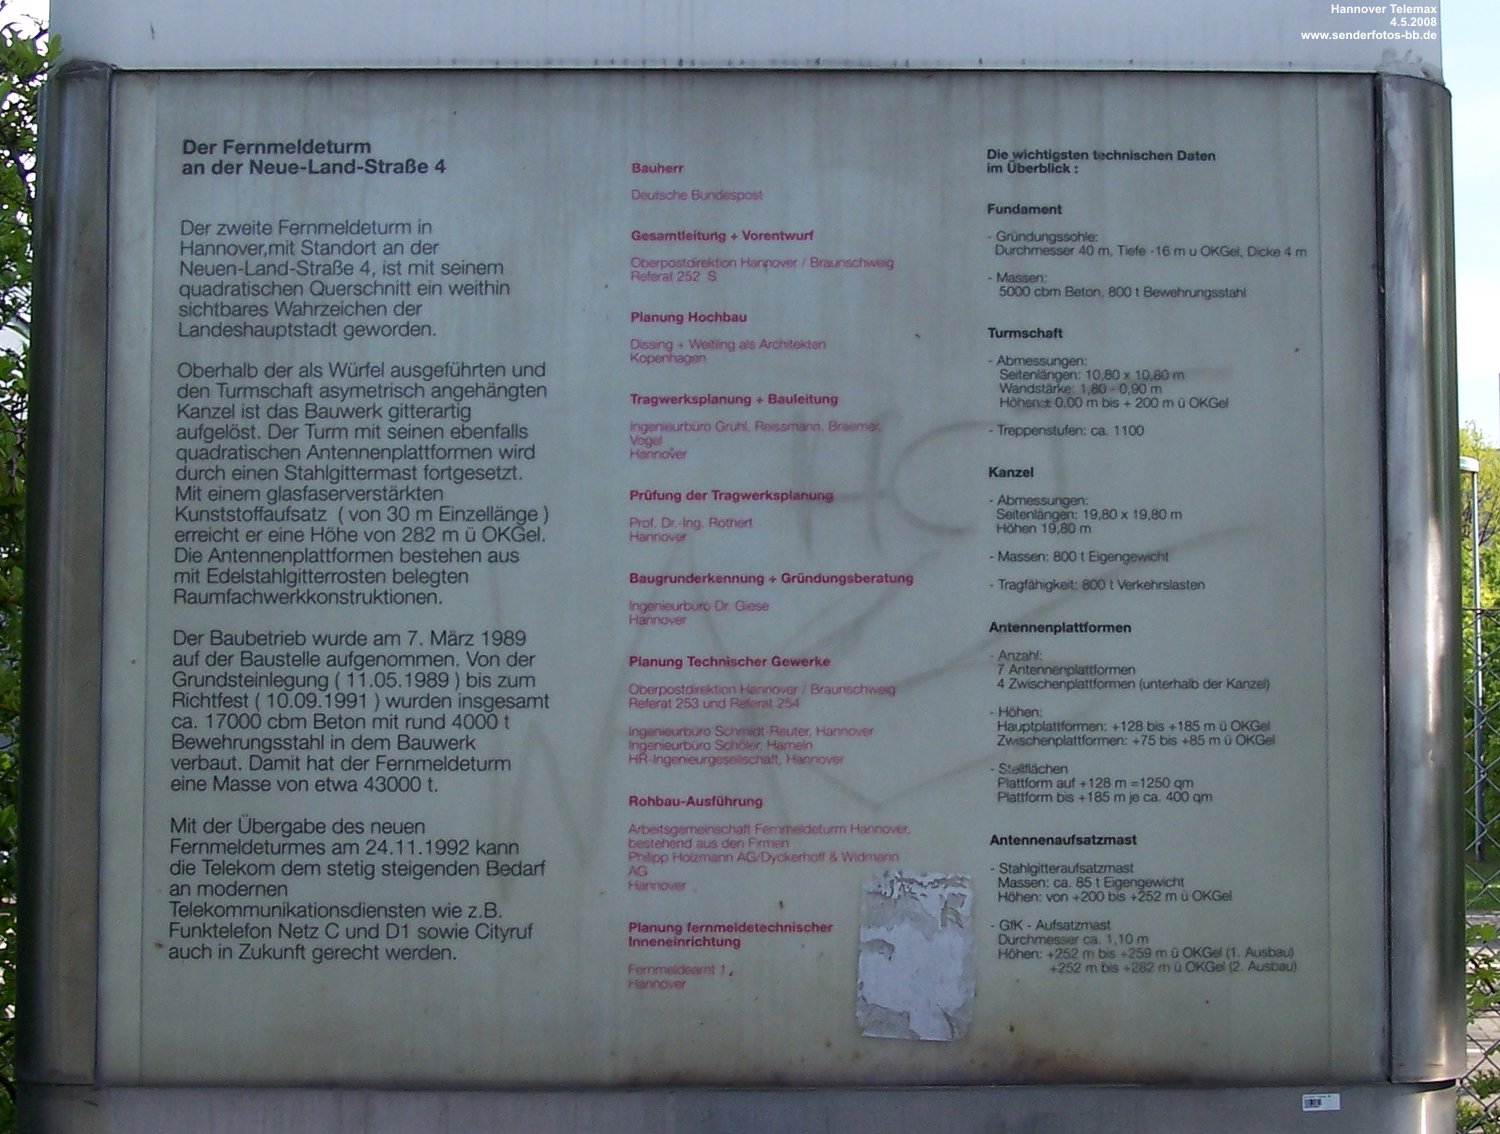 Hannover Telemax
4.5.2008
www.senderfotos-bb.de
Der Fernmeldeturm
an der Neue-Land-Straße 4
Der zweite Fernmeldeturm in
Hannover,mit Standort an der
Neuen-Land-Straße 4, ist mit seinem
quadratischen Querschnitt ein weithin
sichtbares Wahrzeichen der
Landeshauptstadt geworden.
Oberhalb der als Würfel ausgeführten und
den Turmschaft asymetrisch angehängten
Kanzel ist das Bauwerk gitterartig
aufgelöst. Der Turm mit seinen ebenfalls
quadratischen Antennenplattformen wird
durch einen Stahlgittermast fortgesetzt.
Mit einem glasfaserverstärkten
Kunststoffaufsatz ( von 30 m Einzellänge )
erreicht er eine Höhe von 282 m ü OKGel.
Die Antennenplattformen bestehen aus
mit Edelstahlgitterrosten belegten
Raumfachwerkkonstruktionen.
Der Baubetrieb wurde am 7. März 1989
auf der Baustelle aufgenommen. Von der
Grundsteinlegung ( 11.05.1989 ) bis zum
Richtfest ( 10.09.1991 ) wurden insgesamt
ca. 17000 cbm Beton mit rund 4000 t
Bewehrungsstahl in dem Bauwerk
verbaut. Damit hat der Fernmeldeturm
eine Masse von etwa 43000 t.
Mit der Übergabe des neuen
Fernmeldeturmes am 24.11.1992 kann
die Telekom dem stetig steigenden Bedarf
an modernen
Telekommunikationsdiensten wie z.B.
Funktelefon Netz C und D1 sowie Cityruf
auch in Zukunft gerecht werden.
Bauherr
Deutsche Bundespost
Gesamtleitung + Vorentwurf
Oberpostdirektion Hannover / Braunschweig
Referat 252 S
Planung Hochbau
Dissing + Weitling als Architekten
Kopenhagen
Tragwerksplanung + Bauleitung
Ingenieurbüro Gruhl, Reissmann, Braemer,
Vogel
Hannover
Prüfung der Tragwerksplanung
Prof. Dr.-Ing. Rothert
Hannover
Baugrunderkennung + Gründungsberatung
Ingenieurbüro Dr. Giese
Hannover
Planung Technischer Gewerke
Oberpostdirektion Hannover / Braunschweig
Referat 253 und Referat 254
Ingenieurbüro Schmidt-Reuter, Hannover
Ingenieurbüro Schöler, Hameln
HR-Ingenieurgesellschaft, Hannover
Rohbau-Ausführung
Arbeitsgemeinschaft Fernmeldeturm Hannover,
bestehend aus den Firmen
Philipp Holzmann AG/Dyckerhoff & Widmann
AG
Hannover
Planung fernmeldetechnischer
Inneneinrichtung
Fernmeldeamt 1,
Hannover
Die wichtigsten technischen Daten
im Überblick :
Fundament
- Gründungssohle:
Durchmesser 40 m, Tiefe -16 m u OKGel, Dicke 4 m
- Massen:
5000 cbm Beton, 800 t Bewehrungsstahl
Turmschaft
- Abmessungen:
Seitenlängen: 10,80 x 10,80 m
Wandstärke: 1,80 - 0,90 m
Höhen:± 0.00 m bis + 200 m ü OKGel
- Treppenstufen: ca. 1100
Kanzel
- Abmessungen:
Seitenlängen: 19,80 x 19,80 m
Höhen 19,80 m
- Massen: 800 t Eigengewicht
- Tragfähigkeit: 800 t Verkehrslasten
Antennenplattformen
- Anzahl:
7 Antennenplattformen
4 Zwischenplattformen (unterhalb der Kanzel)
- Höhen:
Hauptplattformen: +128 bis +185 m ü OKGel
Zwischenplattformen: +75 bis +85 m ü OKGel
- Stellflächen
Plattform auf +128 m =1250 qm
Plattform bis +185 m je ca. 400 qm
Antennenaufsatzmast
- Stahlgitteraufsatzmast
Massen: ca. 85 t Eigengewicht
Höhen: von +200 bis +252 m ü OKGel
- GfK - Aufsatzmast
Durchmesser ca. 1,10 m
Höhen: +252 m bis +259 m ü OKGel (1. Ausbau)
+252 m bis +282 m ü OKGel (2. Ausbau)